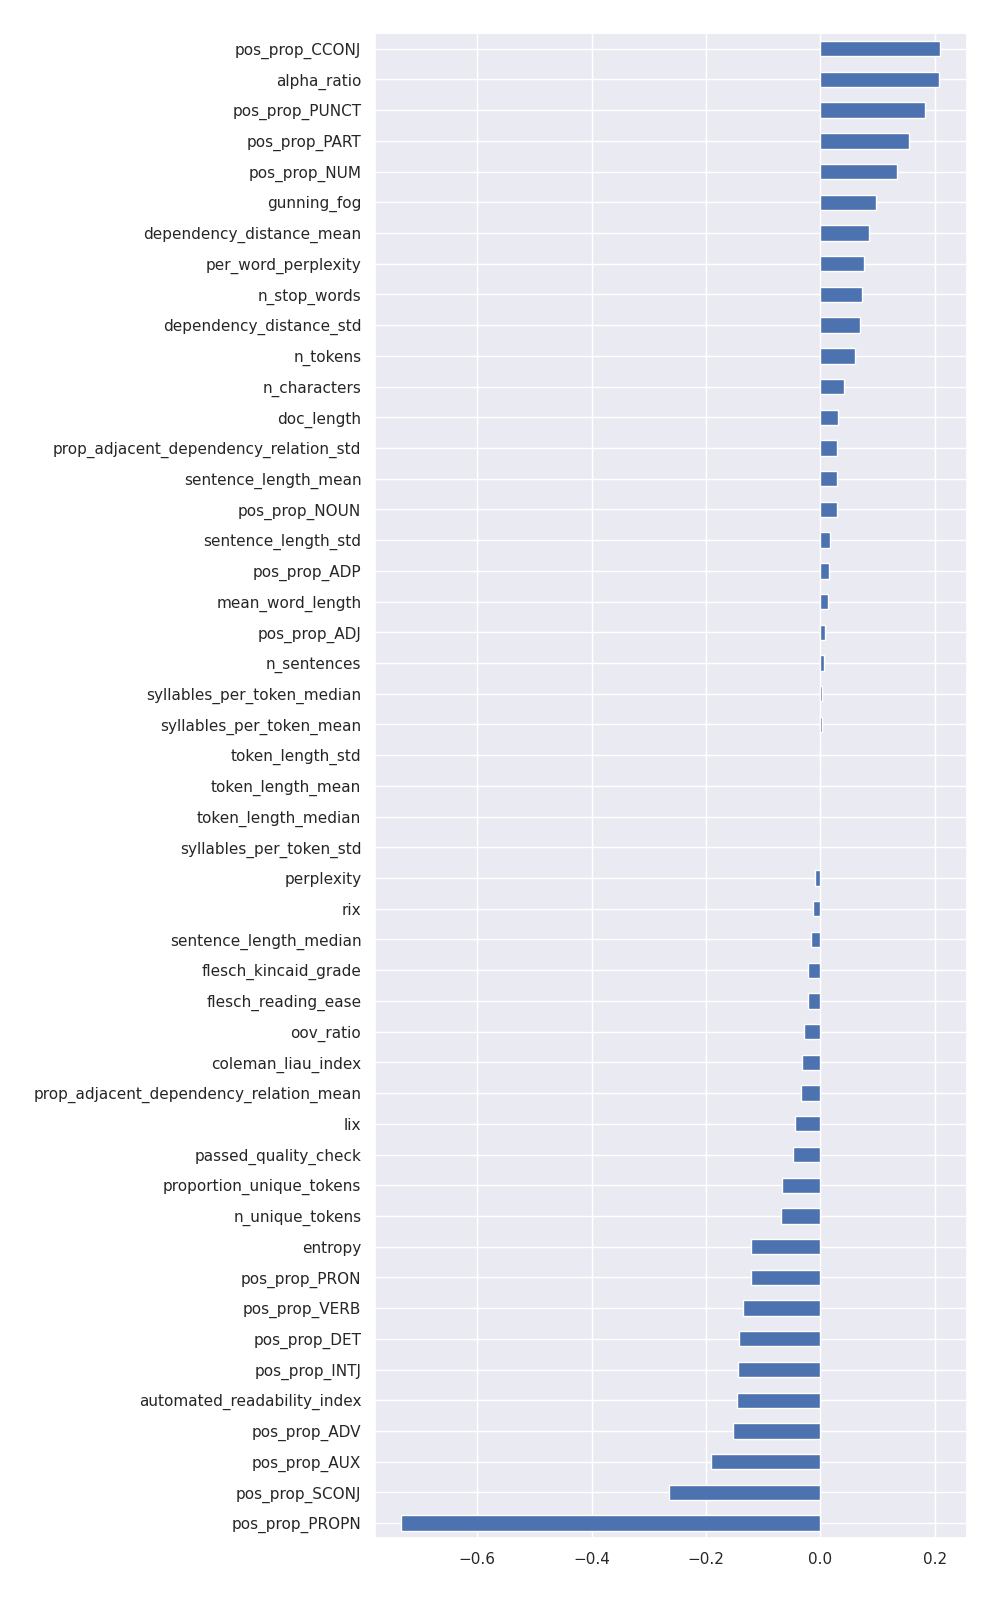 pos_prop_CCONJ
alpha_ratio
pos_prop_PUNCT
pos_prop_PART
pos_prop_NUM
gunning_fog
dependency_distance_mean
per_word_perplexity
n_stop_words
dependency_distance_std
n_tokens
n_characters
doc_length
prop_adjacent_dependency_relation_std
sentence_length_mean
pos_prop_NOUN
sentence_length_std
pos_prop_ADP
mean_word_length
pos_prop_ADJ
n_sentences
syllables_per_token_median
syllables_per_token_mean
token_length_std
token_length_mean
token_length_median
syllables_per_token_std
perplexity
rix
sentence_length_median
flesch_kincaid_grade
flesch_reading_ease
oov_ratio
coleman_liau_index
prop_adjacent_dependency_relation_mean
lix
passed_quality_check
proportion_unique_tokens
n_unique_tokens
entropy
pos_prop_PRON
pos_prop_VERB
pos_prop_DET
pos_prop_INTJ
automated_readability_index
pos_prop_ADV
pos_prop_AUX
pos_prop_SCONJ
pos_prop_PROPN
−0.6 −0.4 −0.2 0.0 0.2